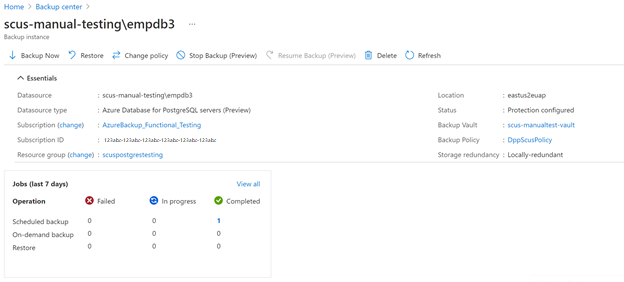 Home > Backup center >
scus-manual-testing\empdb3 ...
Backup instance
Backup Now Restore Change policy Stop Backup (Preview) Resume Backup (Preview) Delete Refresh
Essentials
Datasource : scus-manual-testing\empdb3 Location : eastus2euap
Datasource type : Azure Database for PostgreSQL servers (Preview) Status : Protection configured
Subscription (change) : AzureBackup_Functional_Testing Backup Vault : scus-manualtest-vault
Subscription ID : 123abc-123abc-123abc-123abc-123abc-123abc Backup Policy : DppScusPolicy
Resource group (change) : scuspostgrestesting Storage redundancy : Locally-redundant
Jobs (last 7 days) View all
Operation Failed In progress Completed
Scheduled backup 0 0 1
On-demand backup 0 0 0
Restore 0 0 0